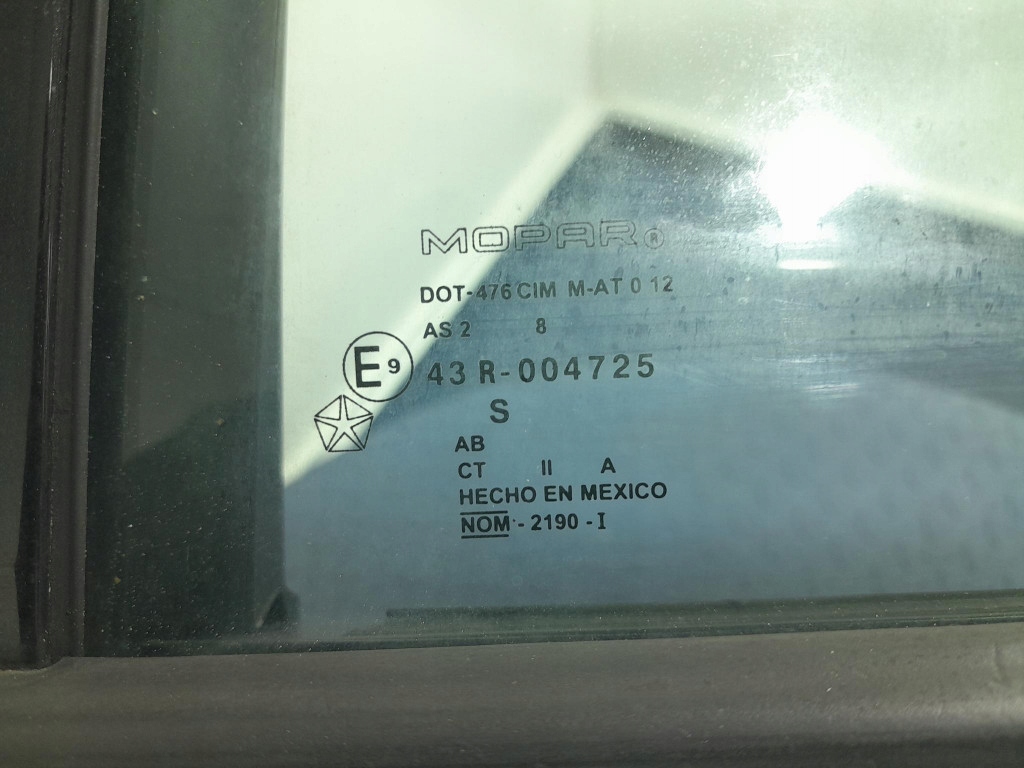 MOPAR®
DOT-476 CIM M-AT 0 12
AS 2 8
E9 43 R-004725
S
AB
CT II A
HECHO EN MEXICO
NOM - 2190 - I